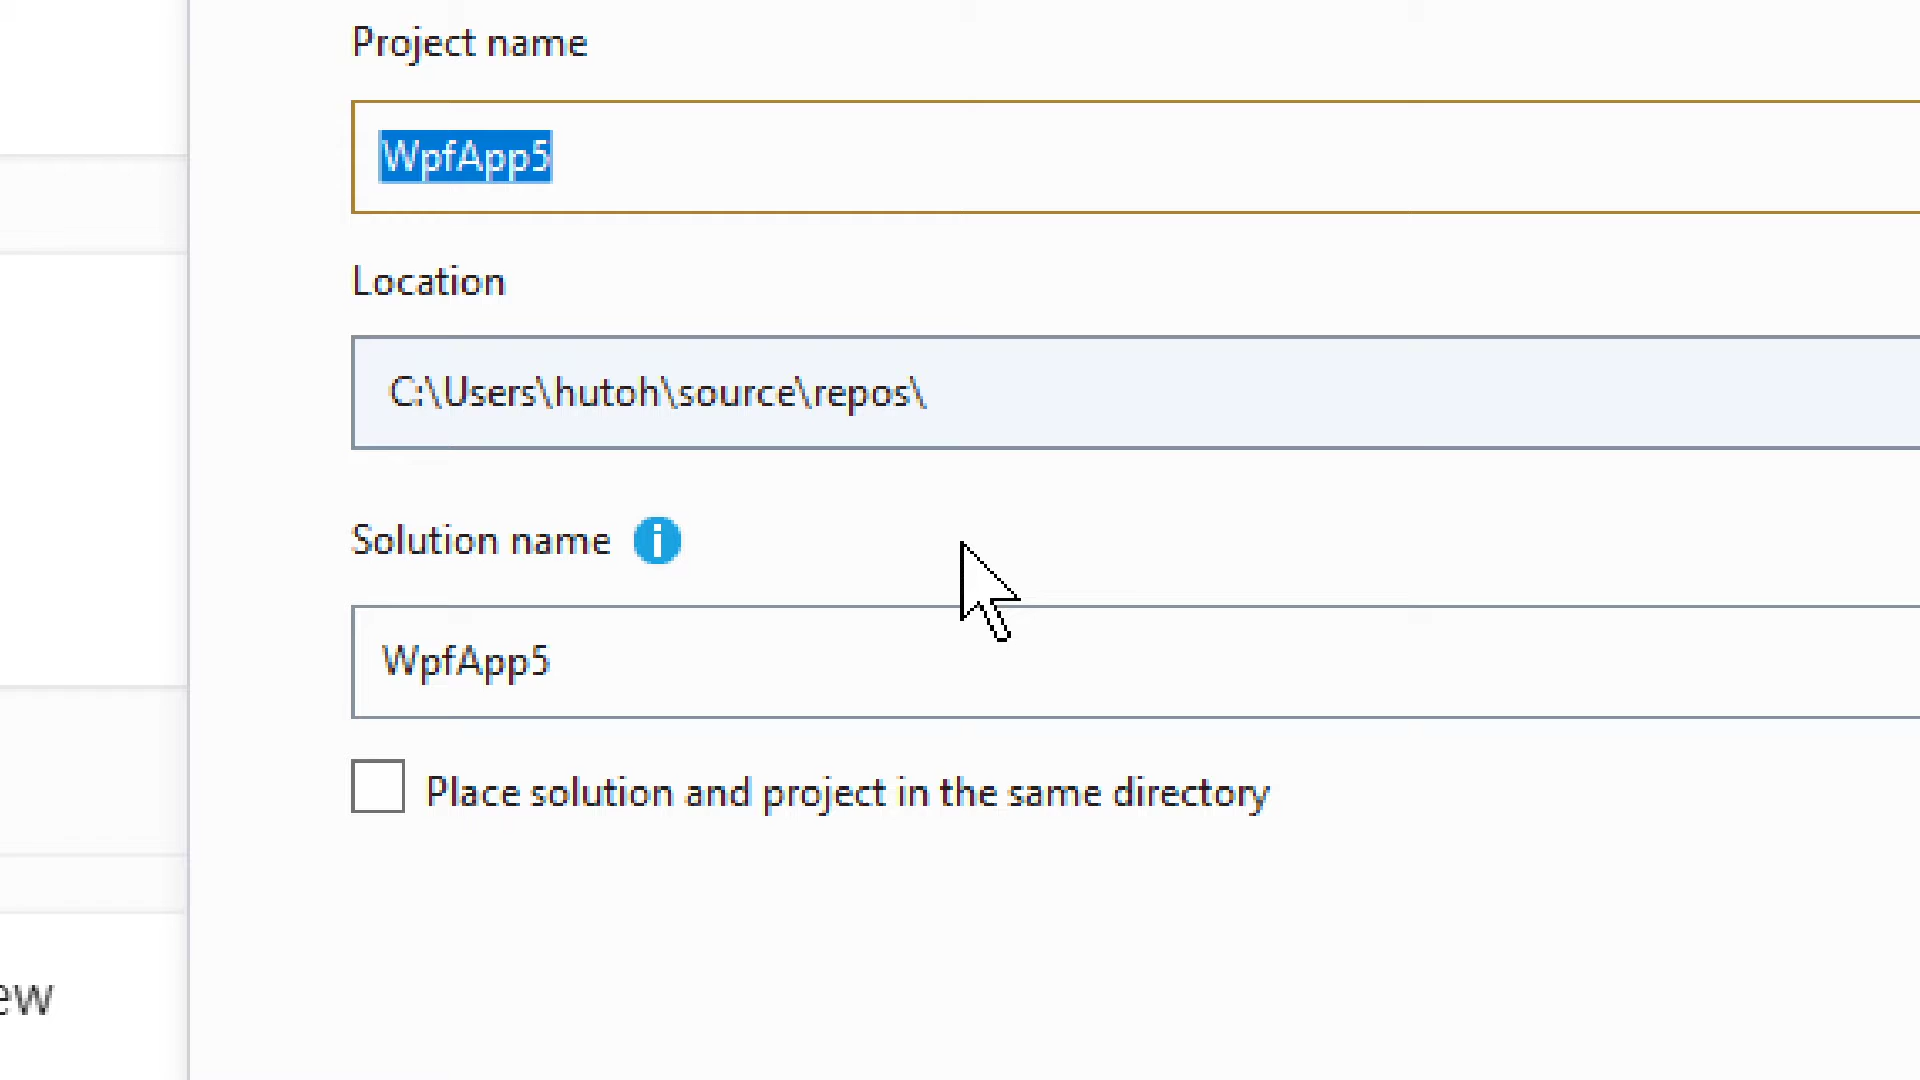 Project name
WpfApp5
Location
C:\Users\hutoh\source\repos\
Solution name
WpfApp5
Place solution and project in the same directory
ew